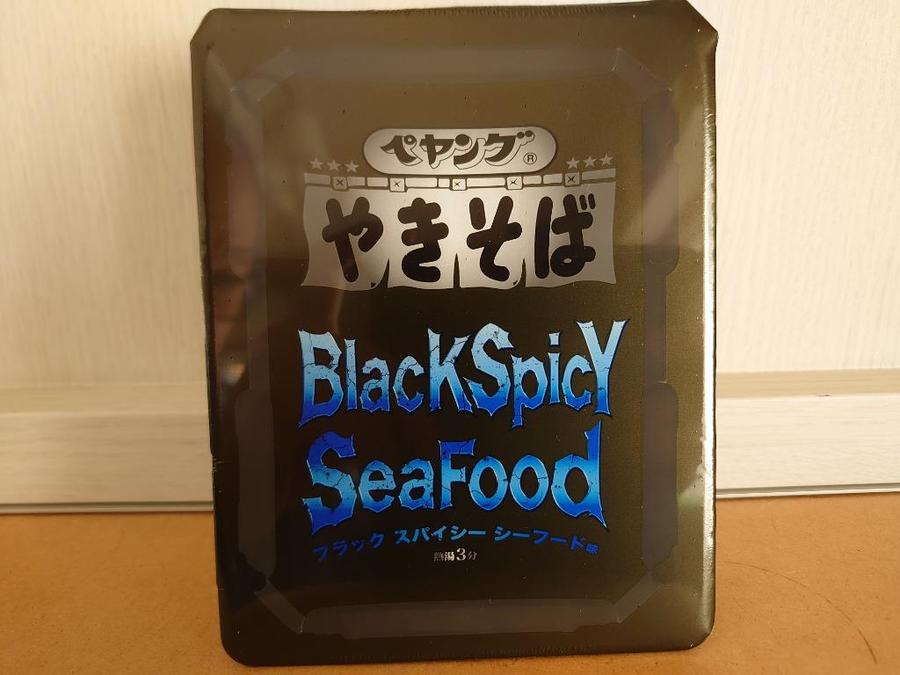 ペヤング®
やきそば
BlackSpicy
SeaFood
ブラック スパイシー シーフード味
熱湯3分